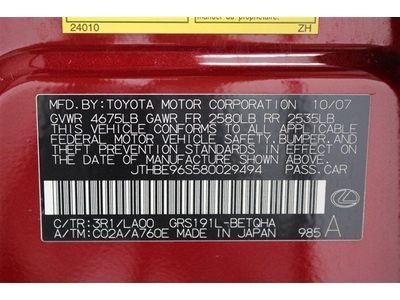 24010 ZH
MFD.BY: TOYOTA MOTOR CORPORATION 10/07
GVWR 4675LB GAWR FR 2580LB RR 2535LB
THIS VEHICLE CONFORMS TO ALL APPLICABLE
FEDERAL MOTOR VEHICLE SAFETY, BUMPER, AND
THEFT PREVENTION STANDARDS IN EFFECT ON
THE DATE OF MANUFACTURE SHOWN ABOVE.
JTHBE96S580029494 PASS.CAR
C/TR:3R1/LA00 GRS191L-BETQHA
A/TM:C02A/A760E MADE IN JAPAN 985 A